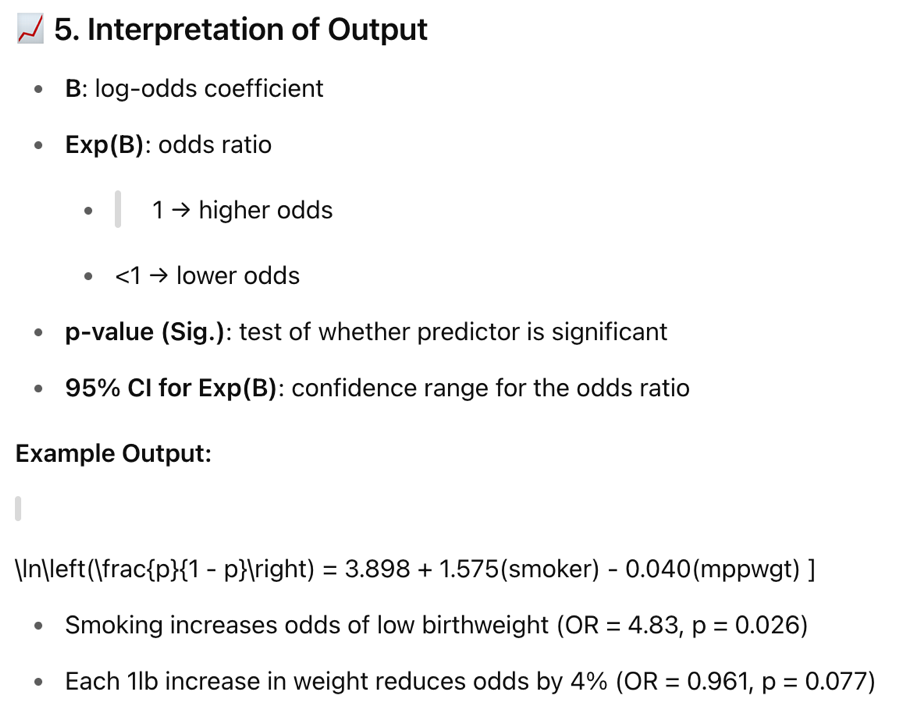 📈 5. Interpretation of Output
• B: log-odds coefficient
• Exp(B): odds ratio
• 1 → higher odds
• <1 → lower odds
• p-value (Sig.): test of whether predictor is significant
• 95% CI for Exp(B): confidence range for the odds ratio
Example Output:
\ln\left(\frac{p}{1 - p}\right) = 3.898 + 1.575(smoker) - 0.040(mppwgt) ]
• Smoking increases odds of low birthweight (OR = 4.83, p = 0.026)
• Each 1lb increase in weight reduces odds by 4% (OR = 0.961, p = 0.077)